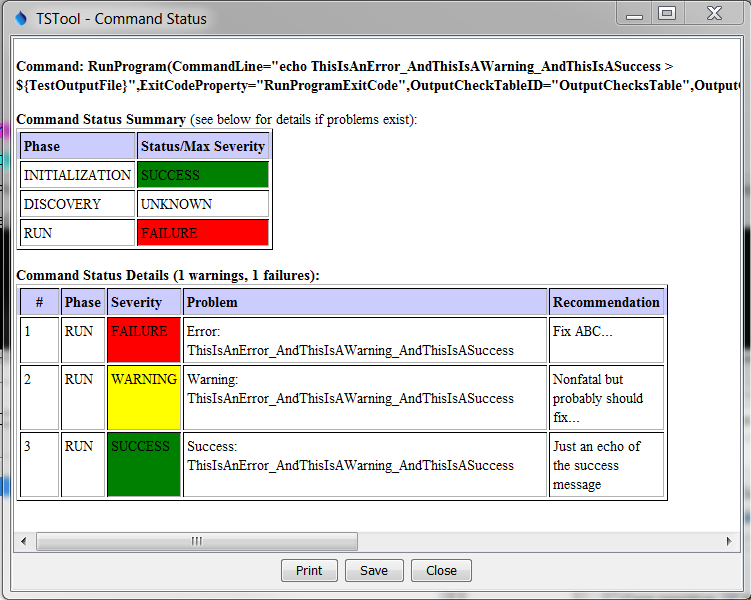 TSTool - Command Status
Command: RunProgram(CommandLine="echo ThisIsAnError_AndThisIsAWarning_AndThisIsASuccess >
${TestOutputFile}",ExitCodeProperty="RunProgramExitCode",OutputCheckTableID="OutputChecksTable",Output
Command Status Summary (see below for details if problems exist):
Phase Status/Max Severity
INITIALIZATION SUCCESS
DISCOVERY UNKNOWN
RUN FAILURE
Command Status Details (1 warnings, 1 failures):
# Phase Severity Problem Recommendation
1 RUN FAILURE Error: Fix ABC...
ThisIsAnError_AndThisIsAWarning_AndThisIsASuccess
2 RUN WARNING Warning: Nonfatal but
ThisIsAnError_AndThisIsAWarning_AndThisIsASuccess probably should
fix...
3 RUN SUCCESS Success: Just an echo of
ThisIsAnError_AndThisIsAWarning_AndThisIsASuccess the success
message
Print Save Close